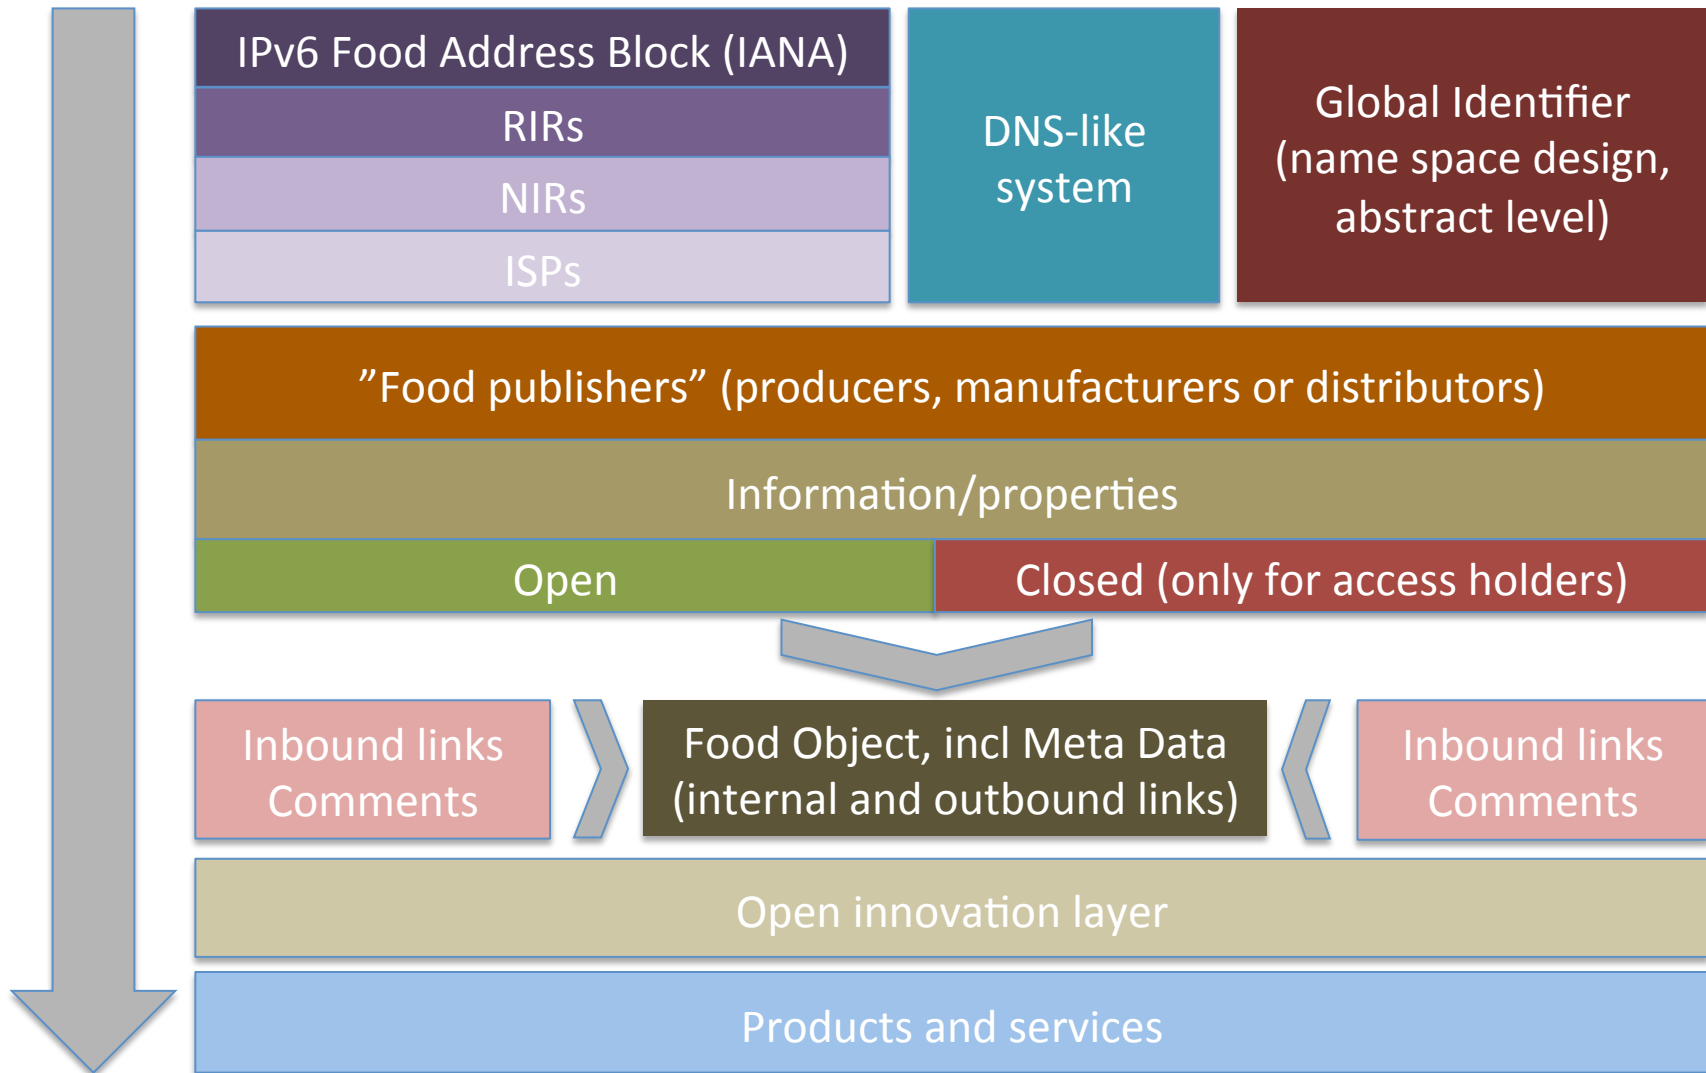 IPv6 Food Address Block (IANA)
RIRs
NIRs
ISPs
DNS-like
system
Global Identifier
(name space design,
abstract level)
”Food publishers” (producers, manufacturers or distributors)
Information/properties
Open
Closed (only for access holders)
Inbound links
Comments
Food Object, incl Meta Data
(internal and outbound links)
Inbound links
Comments
Open innovation layer
Products and services